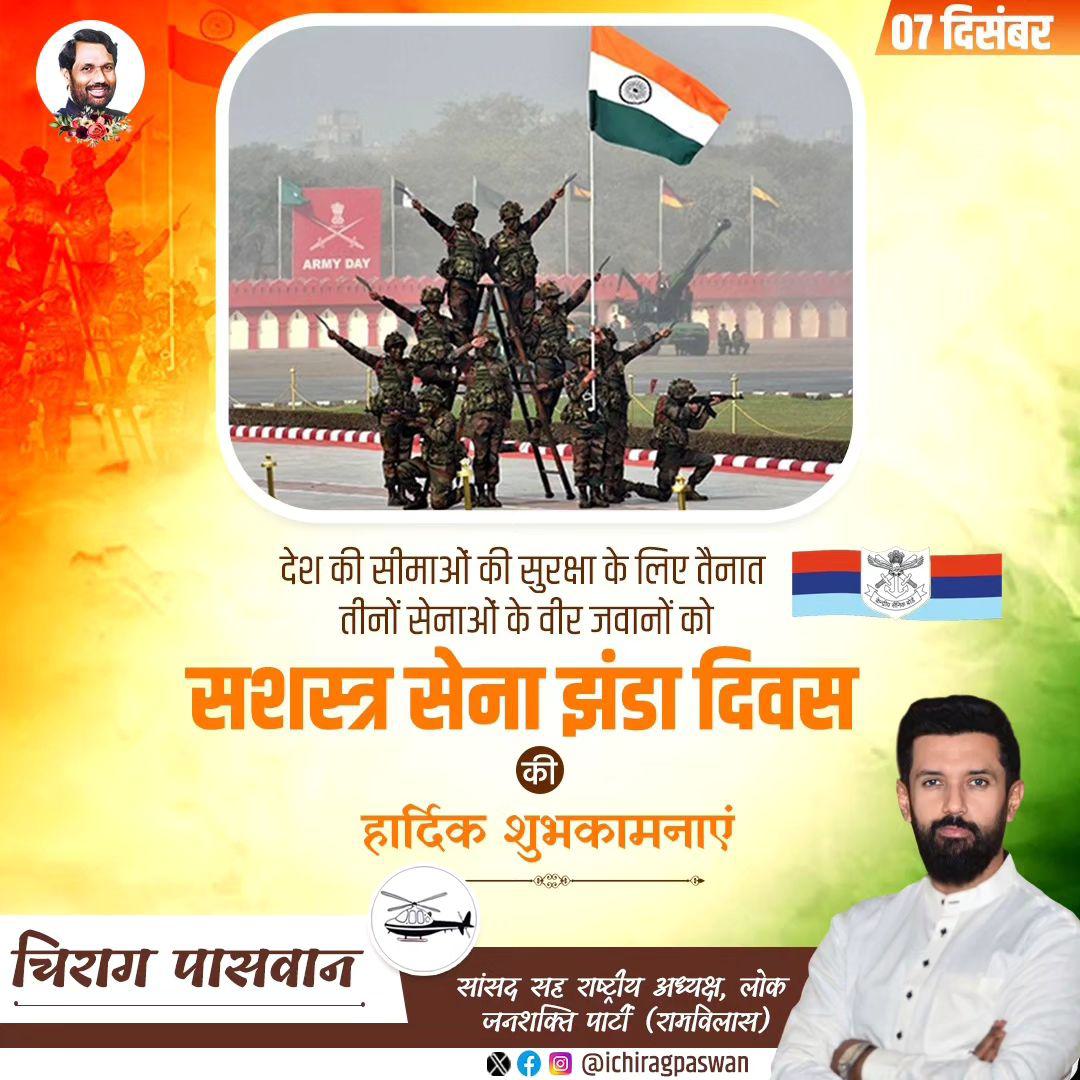 07 दिसंबर
ARMY DAY
देश की सीमाओं की सुरक्षा के लिए तैनात
तीनों सेनाओं के वीर जवानों को
केन्द्रीय सैनिक बोर्ड
सशस्त्र सेना झंडा दिवस
की
हार्दिक शुभकामनाएं
चिराग पासवान
सांसद सह राष्ट्रीय अध्यक्ष, लोक
जनशक्ति पार्टी (रामविलास)
@ichiragpaswan